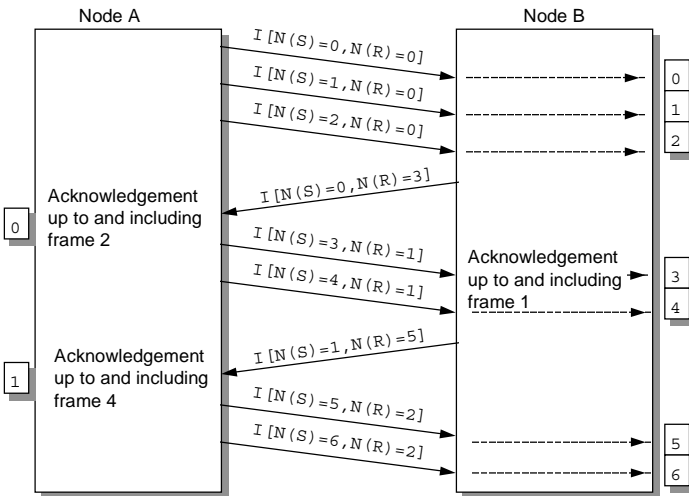 Node A
Node B
I[N(S)=0,N(R)=0]
I[N(S)=1,N(R)=0]
I[N(S)=2,N(R)=0]
0
1
2
I[N(S)=0,N(R)=3]
0
Acknowledgement
up to and including
frame 2
I[N(S)=3,N(R)=1]
I[N(S)=4,N(R)=1]
Acknowledgement
up to and including
frame 1
3
4
I[N(S)=1,N(R)=5]
1
Acknowledgement
up to and including
frame 4
I[N(S)=5,N(R)=2]
I[N(S)=6,N(R)=2]
5
6